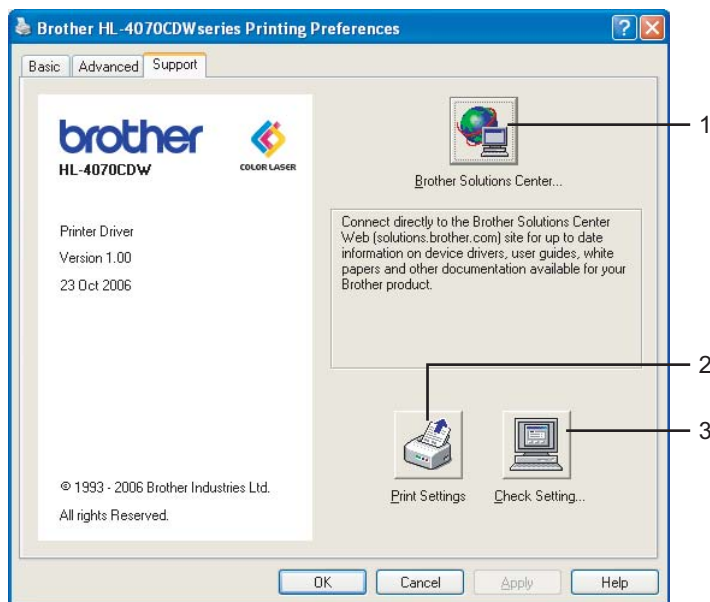 Brother HL-4070CDWseries Printing Preferences
Basic Advanced Support
brother
HL-4070CDW
COLOR LASER
Printer Driver
Version 1.00
23 Oct 2006
© 1993 - 2006 Brother Industries Ltd.
All rights Reserved.
1
Brother Solutions Center...
Connect directly to the Brother Solutions Center
Web (solutions.brother.com) site for up to date
information on device drivers, user guides, white
papers and other documentation available for your
Brother product.
2
3
Print Settings Check Setting...
OK Cancel Apply Help